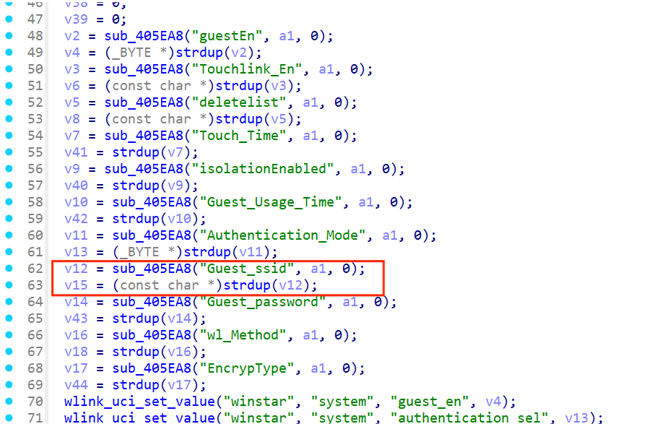 46 v38 = 0;
47 v39 = 0;
48 v2 = sub_405EA8("guestEn", a1, 0);
49 v4 = (_BYTE *)strdup(v2);
50 v3 = sub_405EA8("Touchlink_En", a1, 0);
51 v6 = (const char *)strdup(v3);
52 v5 = sub_405EA8("deletelist", a1, 0);
53 v8 = (const char *)strdup(v5);
54 v7 = sub_405EA8("Touch_Time", a1, 0);
55 v41 = strdup(v7);
56 v9 = sub_405EA8("isolationEnabled", a1, 0);
57 v40 = strdup(v9);
58 v10 = sub_405EA8("Guest_Usage_Time", a1, 0);
59 v42 = strdup(v10);
60 v11 = sub_405EA8("Authentication_Mode", a1, 0);
61 v13 = (_BYTE *)strdup(v11);
62 v12 = sub_405EA8("Guest_ssid", a1, 0);
63 v15 = (const char *)strdup(v12);
64 v14 = sub_405EA8("Guest_password", a1, 0);
65 v43 = strdup(v14);
66 v16 = sub_405EA8("wl_Method", a1, 0);
67 v18 = strdup(v16);
68 v17 = sub_405EA8("EncrypType", a1, 0);
69 v44 = strdup(v17);
70 wlink_uci_set_value("winstar", "system", "guest_en", v4);
71 wlink_uci_set_value("winstar", "system", "authentication_sel", v13);